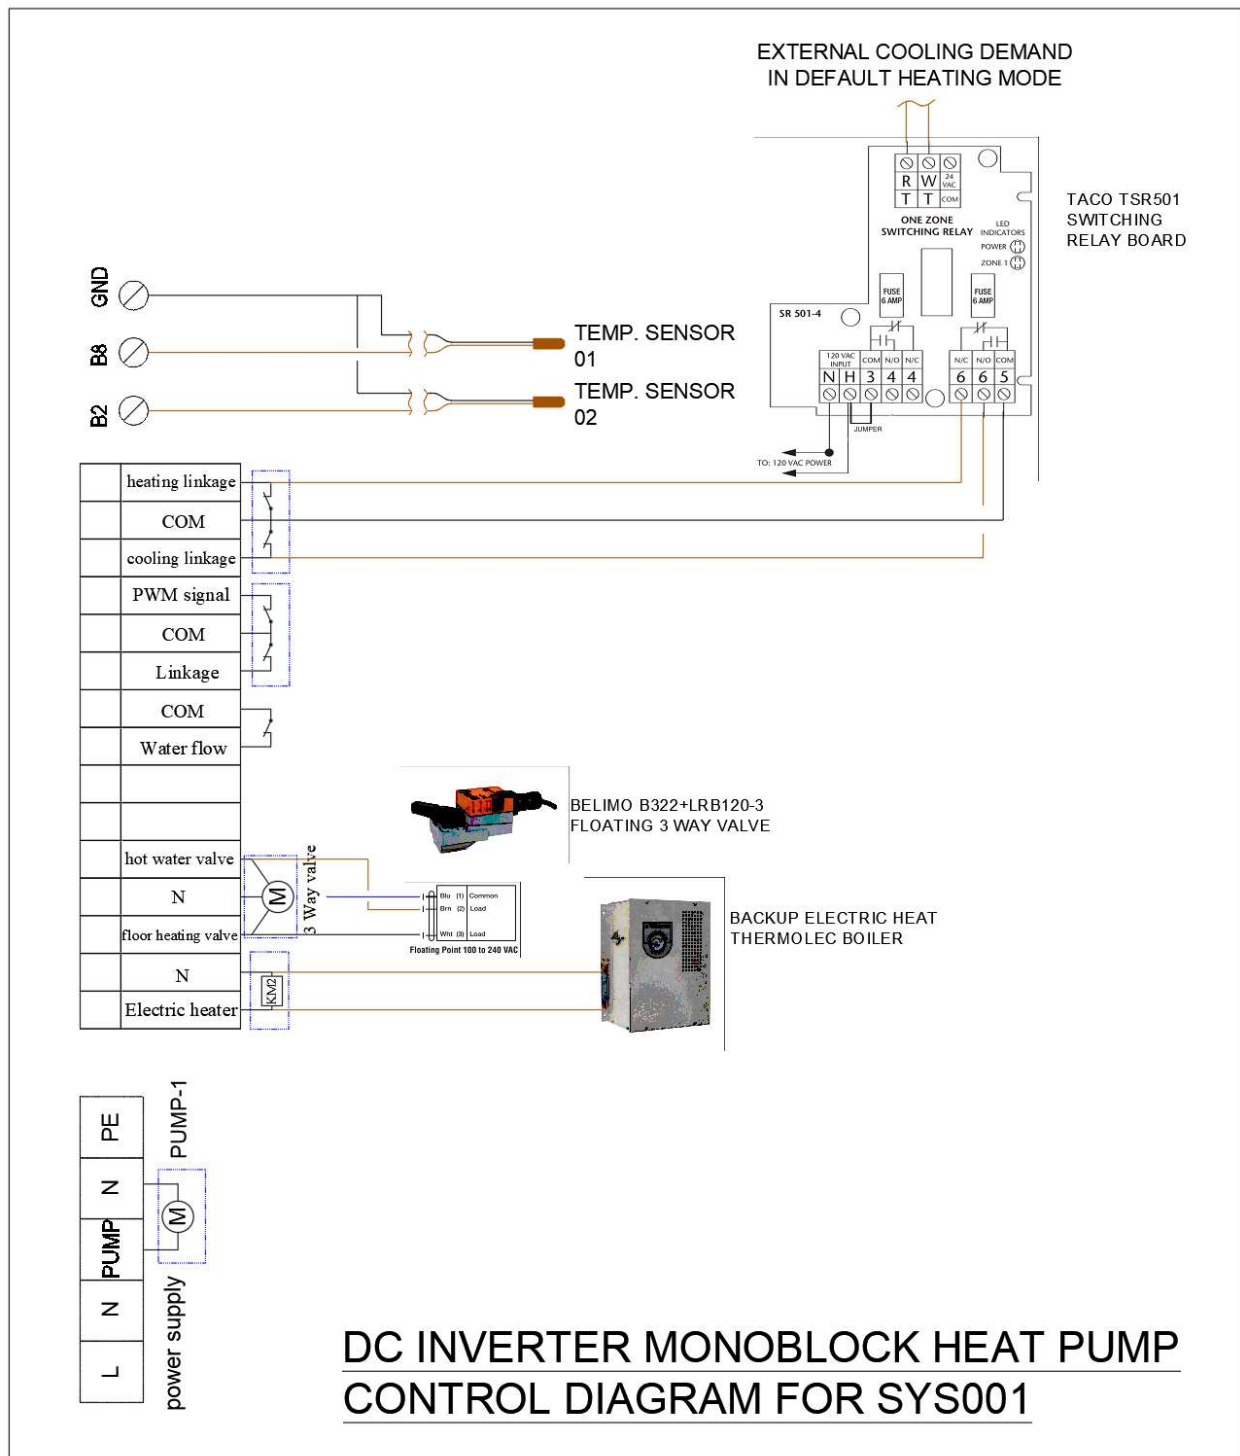 EXTERNAL COOLING DEMAND
IN DEFAULT HEATING MODE
R W 24 VAC
T T COM
ONE ZONE
SWITCHING RELAY
LED
INDICATORS
POWER
ZONE 1
TACO TSR501
SWITCHING
RELAY BOARD
FUSE
6 AMP
FUSE
6 AMP
SR 501-4
120 VAC
INPUT
COM N/O N/C
N/C N/O COM
N H 3 4 4
6 6 5
JUMPER
TO: 120 VAC POWER
GND
B8
B2
TEMP. SENSOR
01
TEMP. SENSOR
02
heating linkage
COM
cooling linkage
PWM signal
COM
Linkage
COM
Water flow
hot water valve
N
floor heating valve
N
Electric heater
M
3 Way valve
KM2
BELIMO B322+LRB120-3
FLOATING 3 WAY VALVE
Blu (1) Common
Brn (2) Load
Wht (3) Load
Floating Point 100 to 240 VAC
BACKUP ELECTRIC HEAT
THERMOLEC BOILER
PE
N
PUMP
N
L
PUMP-1
M
power supply
DC INVERTER MONOBLOCK HEAT PUMP
CONTROL DIAGRAM FOR SYS001